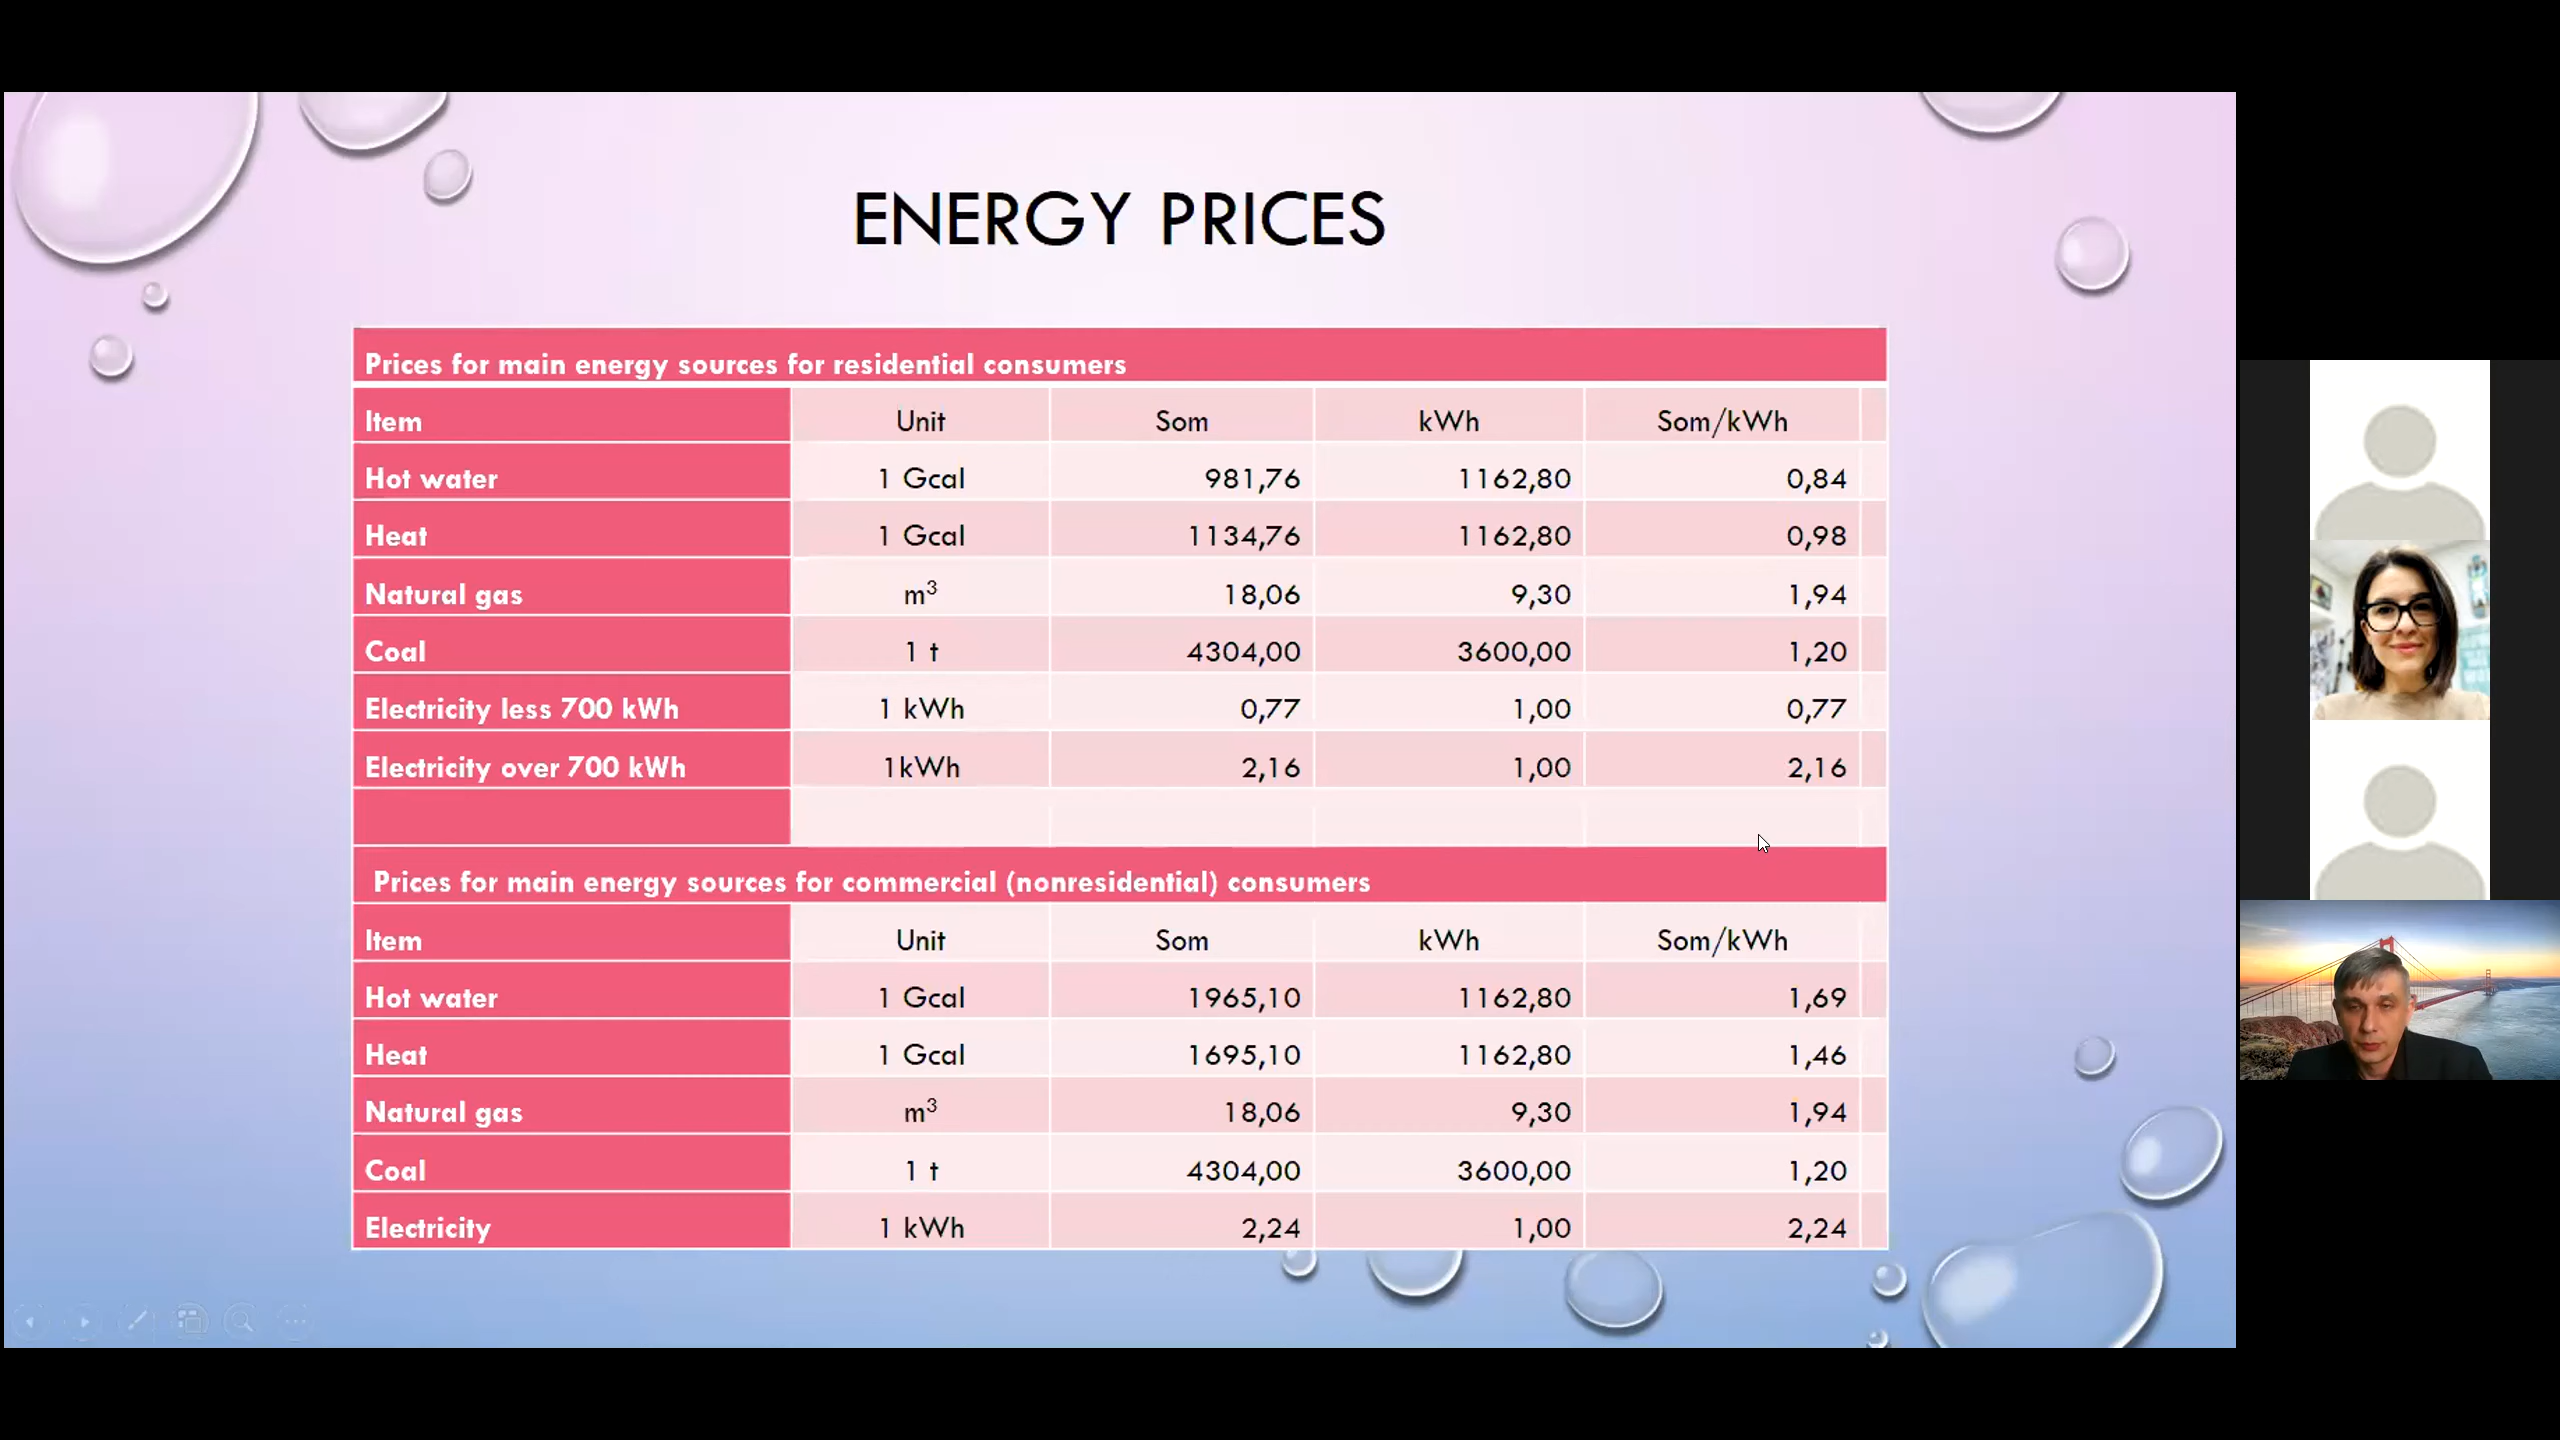 ENERGY PRICES
Prices for main energy sources for residential consumers
Item Unit Som kWh Som/kWh
Hot water 1 Gcal 981,76 1162,80 0,84
Heat 1 Gcal 1134,76 1162,80 0,98
Natural gas m³ 18,06 9,30 1,94
Coal 1 t 4304,00 3600,00 1,20
Electricity less 700 kWh 1 kWh 0,77 1,00 0,77
Electricity over 700 kWh 1kWh 2,16 1,00 2,16
Prices for main energy sources for commercial (nonresidential) consumers
Item Unit Som kWh Som/kWh
Hot water 1 Gcal 1965,10 1162,80 1,69
Heat 1 Gcal 1695,10 1162,80 1,46
Natural gas m³ 18,06 9,30 1,94
Coal 1 t 4304,00 3600,00 1,20
Electricity 1 kWh 2,24 1,00 2,24